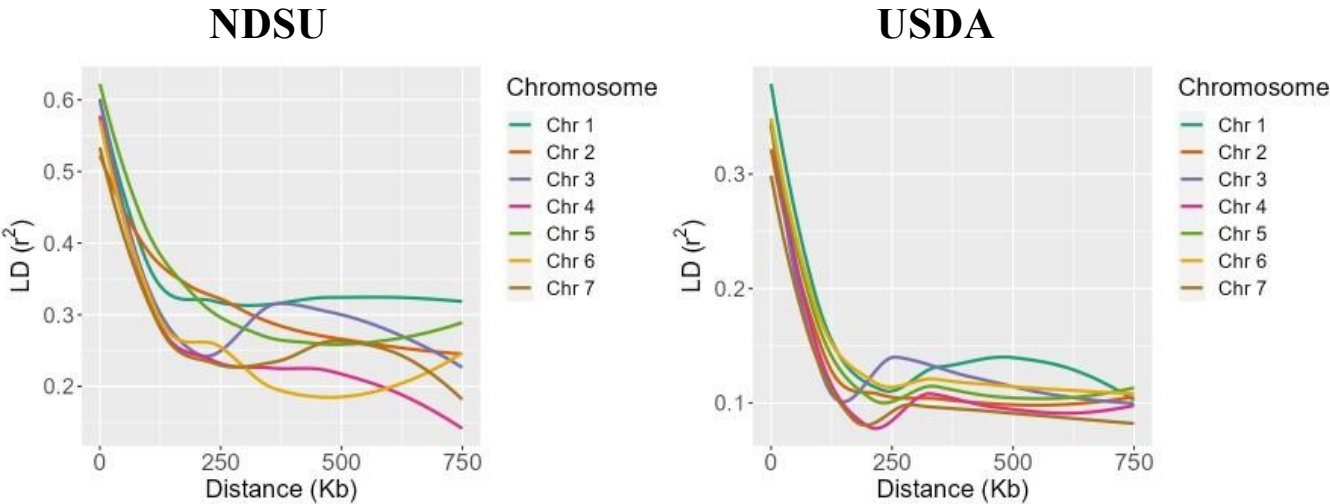 NDSU
LD (r²)
0.6
0.5
0.4
0.3
0.2
0
250
500
750
Distance (Kb)
Chromosome
Chr 1
Chr 2
Chr 3
Chr 4
Chr 5
Chr 6
Chr 7
USDA
LD (r²)
0.3
0.2
0.1
0
250
500
750
Distance (Kb)
Chromosome
Chr 1
Chr 2
Chr 3
Chr 4
Chr 5
Chr 6
Chr 7